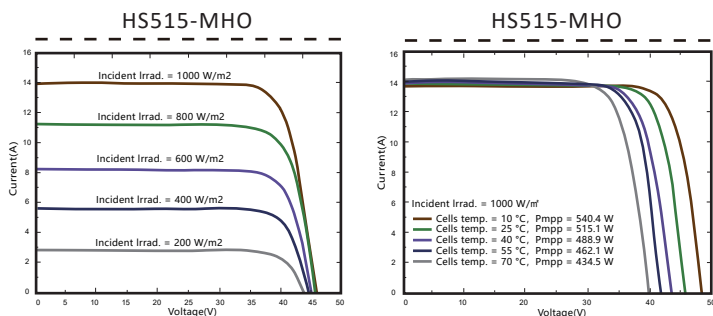 HS515-MHO
16
14
12
10
8
6
4
2
0
Current(A)
Incident Irrad. = 1000 W/m2
Incident Irrad. = 800 W/m2
Incident Irrad. = 600 W/m2
Incident Irrad. = 400 W/m2
Incident Irrad. = 200 W/m2
0 5 10 15 20 25 30 35 40 45 50
Voltage(V)
HS515-MHO
16
14
12
10
8
6
4
2
0
Current(A)
Incident Irrad. = 1000 W/㎡
Cells temp. = 10 °C, Pmpp = 540.4 W
Cells temp. = 25 °C, Pmpp = 515.1 W
Cells temp. = 40 °C, Pmpp = 488.9 W
Cells temp. = 55 °C, Pmpp = 462.1 W
Cells temp. = 70 °C, Pmpp = 434.5 W
0 10 20 30 40 50
Voltage(V)